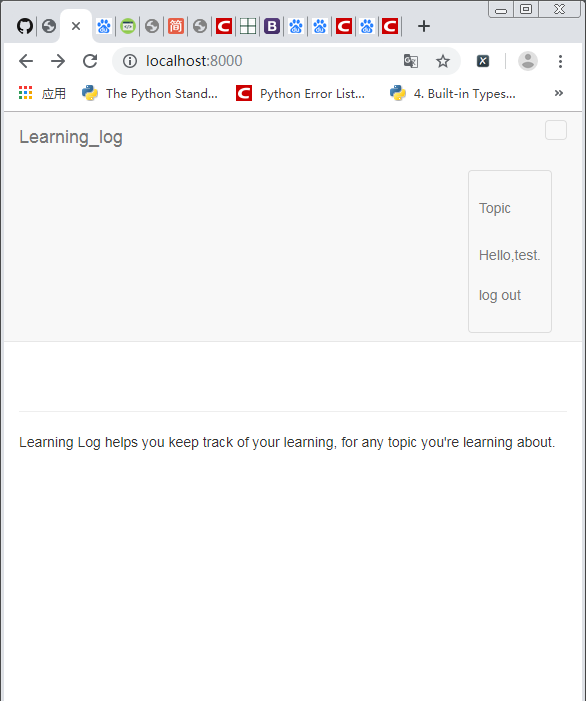 简
localhost:8000
应用
The Python Stand...
Python Error List...
4. Built-in Types...
Learning_log
Topic
Hello,test.
log out
Learning Log helps you keep track of your learning, for any topic you're learning about.